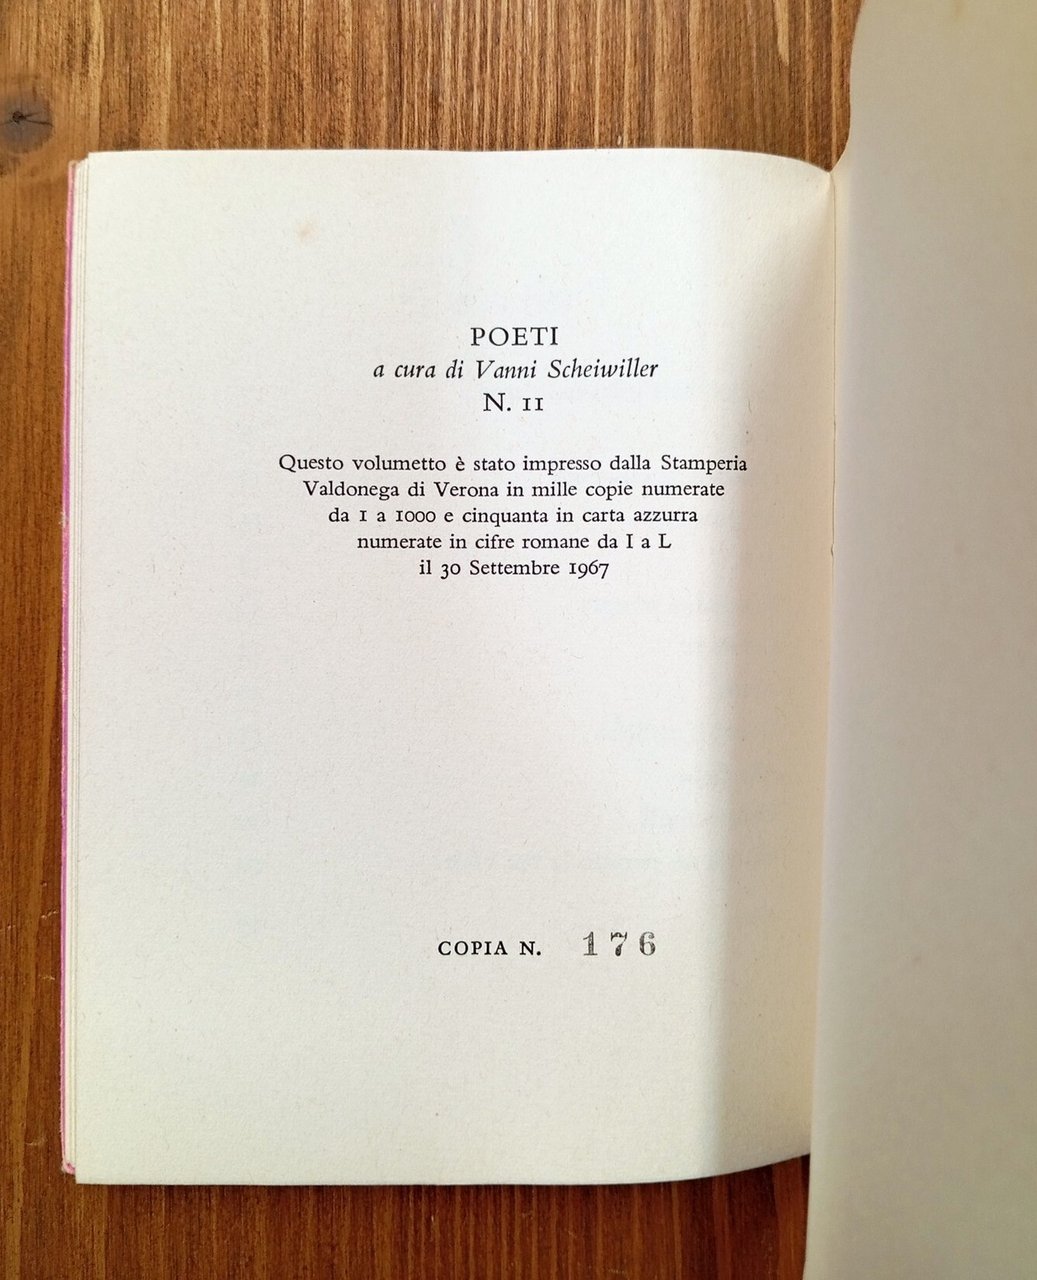 POETI
a cura di Vanni Scheiwiller
N. 11
Questo volumetto è stato impresso dalla Stamperia
Valdonega di Verona in mille copie numerate
da 1 a 1000 e cinquanta in carta azzurra
numerate in cifre romane da I a L
il 30 Settembre 1967
COPIA N. 176